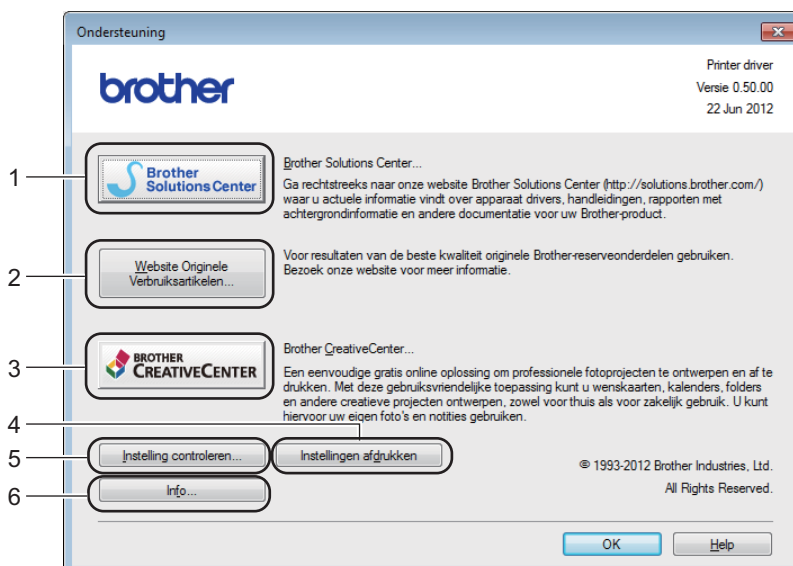 Ondersteuning
brother
Printer driver
Versie 0.50.00
22 Jun 2012
1
Brother
Solutions Center
Brother Solutions Center...
Ga rechtstreeks naar onze website Brother Solutions Center (http://solutions.brother.com/)
waar u actuele informatie vindt over apparaat drivers, handleidingen, rapporten met
achtergrondinformatie en andere documentatie voor uw Brother-product.
2
Website Originele
Verbruiksartikelen...
Voor resultaten van de beste kwaliteit originele Brother-reserveonderdelen gebruiken.
Bezoek onze website voor meer informatie.
3
BROTHER
CREATIVECENTER
Brother CreativeCenter...
Een eenvoudige gratis online oplossing om professionele fotoprojecten te ontwerpen en af te
drukken. Met deze gebruiksvriendelijke toepassing kunt u wenskaarten, kalenders, folders
en andere creatieve projecten ontwerpen, zowel voor thuis als voor zakelijk gebruik. U kunt
hiervoor uw eigen foto's en notities gebruiken.
4
5
Instelling controleren...
Instellingen afdrukken
© 1993-2012 Brother Industries, Ltd.
6
Info...
All Rights Reserved.
OK
Help